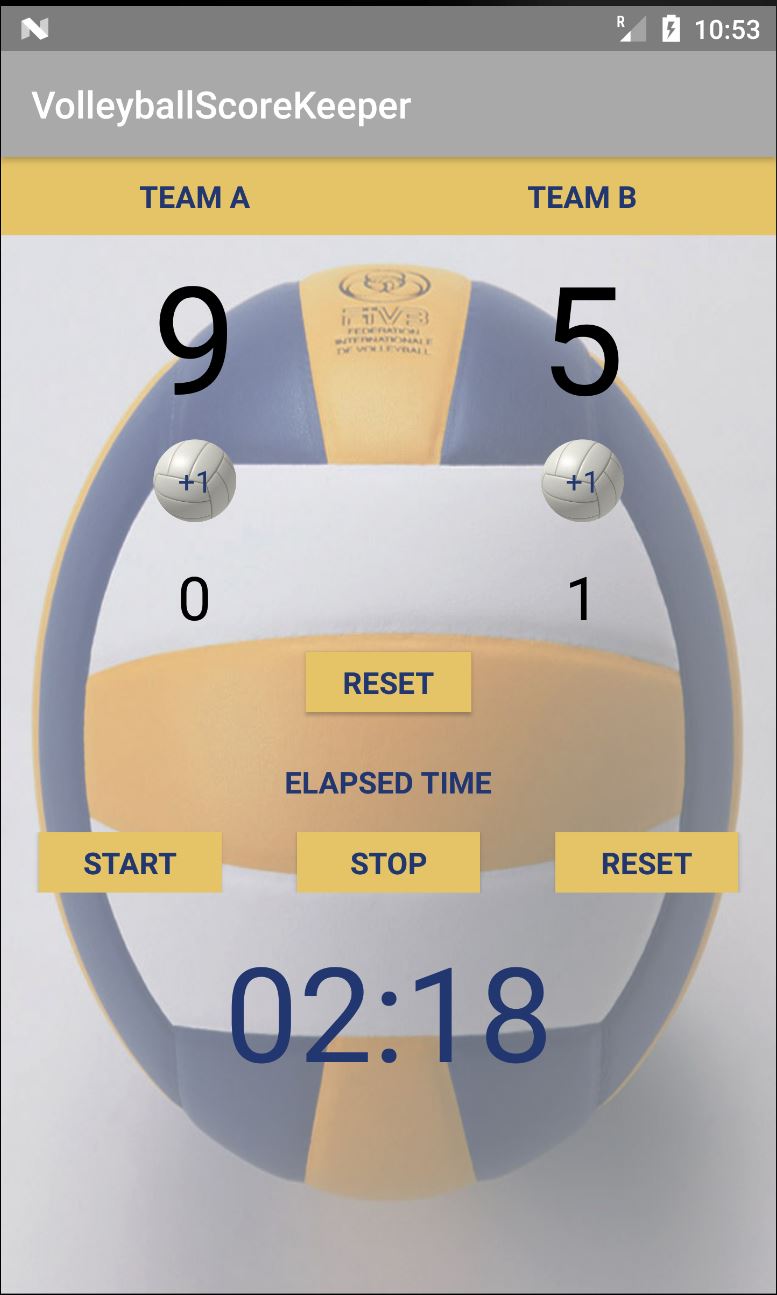 R 10:53
VolleyballScoreKeeper
TEAM A TEAM B
FIVB
FEDERATION
INTERNATIONALE
DE VOLLEYBALL
9 5
+1 +1
0 1
RESET
ELAPSED TIME
START STOP RESET
02:18